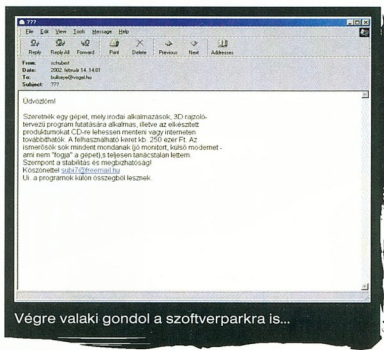 ???
File Edit View Tools Message Help
Reply Reply All Forward Print Delete Previous Next Addresses
From: schubert
Date: 2002. február 14. 14:01
To: bullseye@vogel.hu
Subject: ???
Üdvözlöm!
Szeretnék egy gépet, mely irodai alkalmazások, 3D rajzoló-
tervező program futtatására alkalmas, illetve az elkészített
produktumokat CD-re lehessen menteni vagy interneten
továbbíthatók. A felhasználható keret kb. 250 ezer Ft. Az
ismerősök sok mindent mondanak (jó monitort, külső modemet -
ami nem "fogja" a gépet),s teljesen tanácstalan lettem.
Szempont a stabilitás és megbízhatóság!
Köszönettel subi7@freemail.hu
Ui.:a programok külön összegből lesznek.
Végre valaki gondol a szoftverparkra is...